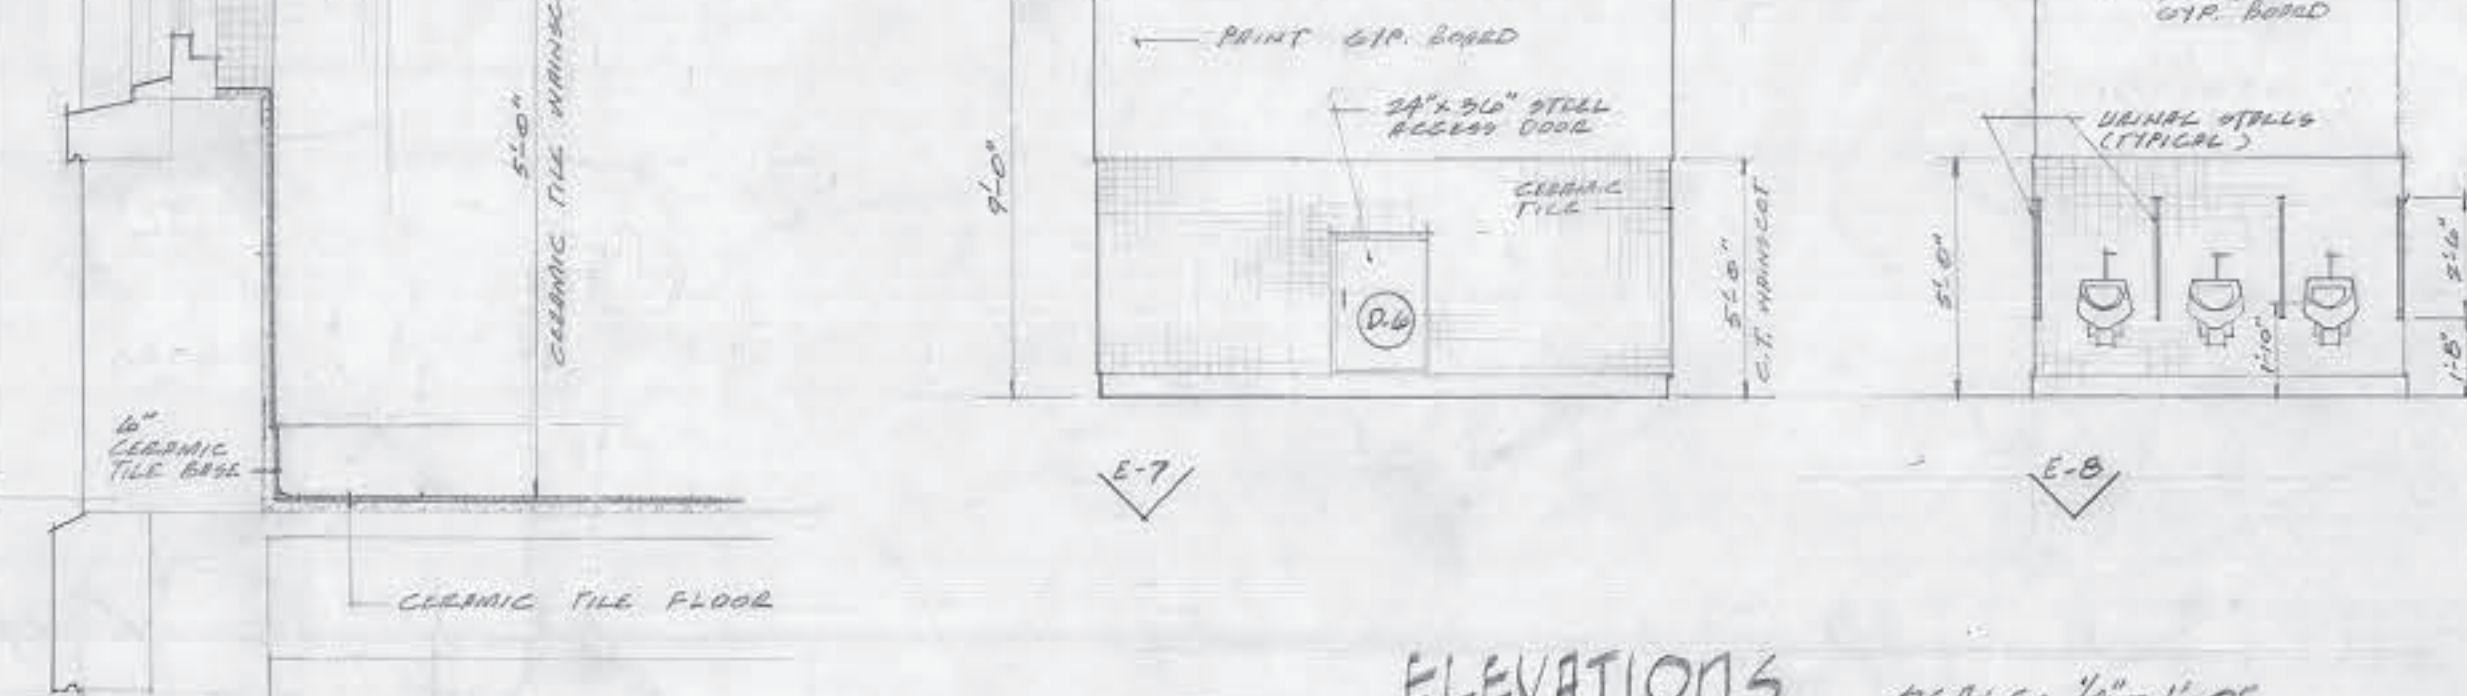 GYP. BOARD
PAINT GYP. BOARD
24"x36" STEEL
ACCESS DOOR
URINAL STALLS
(TYPICAL)
5'-0"
CERAMIC TILE WAINSC
9'-0"
CERAMIC
TILE
D-6
5'-0"
C.T. WAINSCOT
5'-0"
1'-10"
2'-6"
1'-8"
6"
CERAMIC
TILE BASE
E-7
E-8
CERAMIC TILE FLOOR
ELEVATIONS